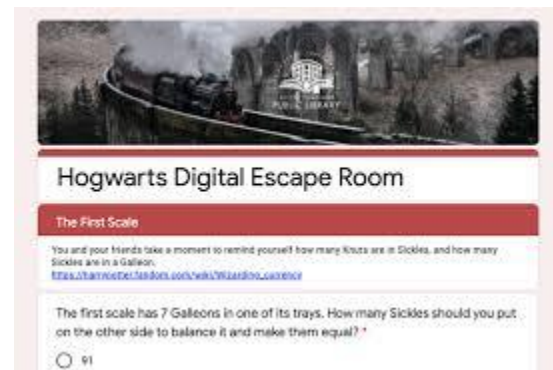 PUBLIC LIBRARY
Hogwarts Digital Escape Room
The First Scale
You and your friends take a moment to remind yourself how many Knuts are in Sickles, and how many
Sickles are in a Galleon.
https://harrypotter.fandom.com/wiki/Wizarding_currency
The first scale has 7 Galleons in one of its trays. How many Sickles should you put
on the other side to balance it and make them equal? *
91